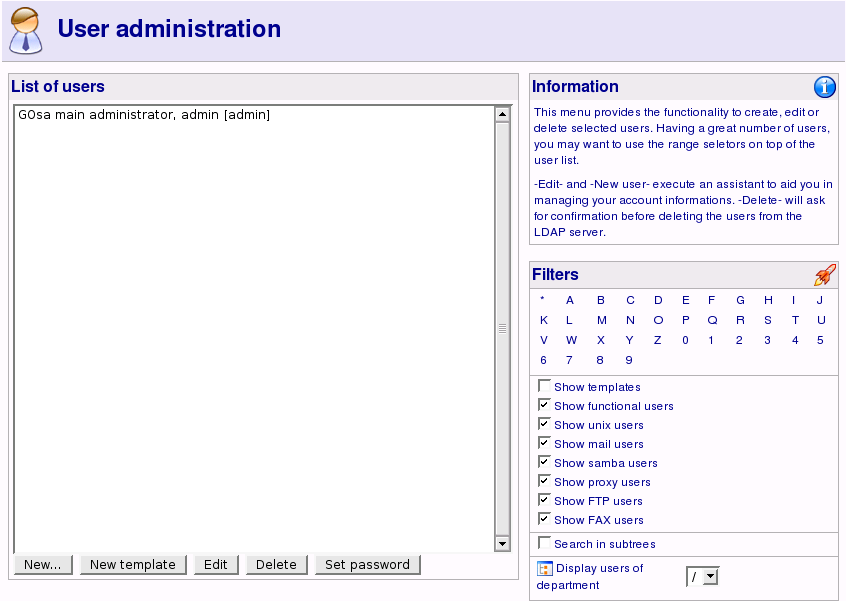 User administration
List of users
GOsa main administrator, admin [admin]
New...
New template
Edit
Delete
Set password
Information
This menu provides the functionality to create, edit or
delete selected users. Having a great number of users,
you may want to use the range seletors on top of the
user list.
-Edit- and -New user- execute an assistant to aid you in
managing your account informations. -Delete- will ask
for confirmation before deleting the users from the
LDAP server.
Filters
* A B C D E F G H I J
K L M N O P Q R S T U
V W X Y Z 0 1 2 3 4 5
6 7 8 9
Show templates
Show functional users
Show unix users
Show mail users
Show samba users
Show proxy users
Show FTP users
Show FAX users
Search in subtrees
Display users of
department
/